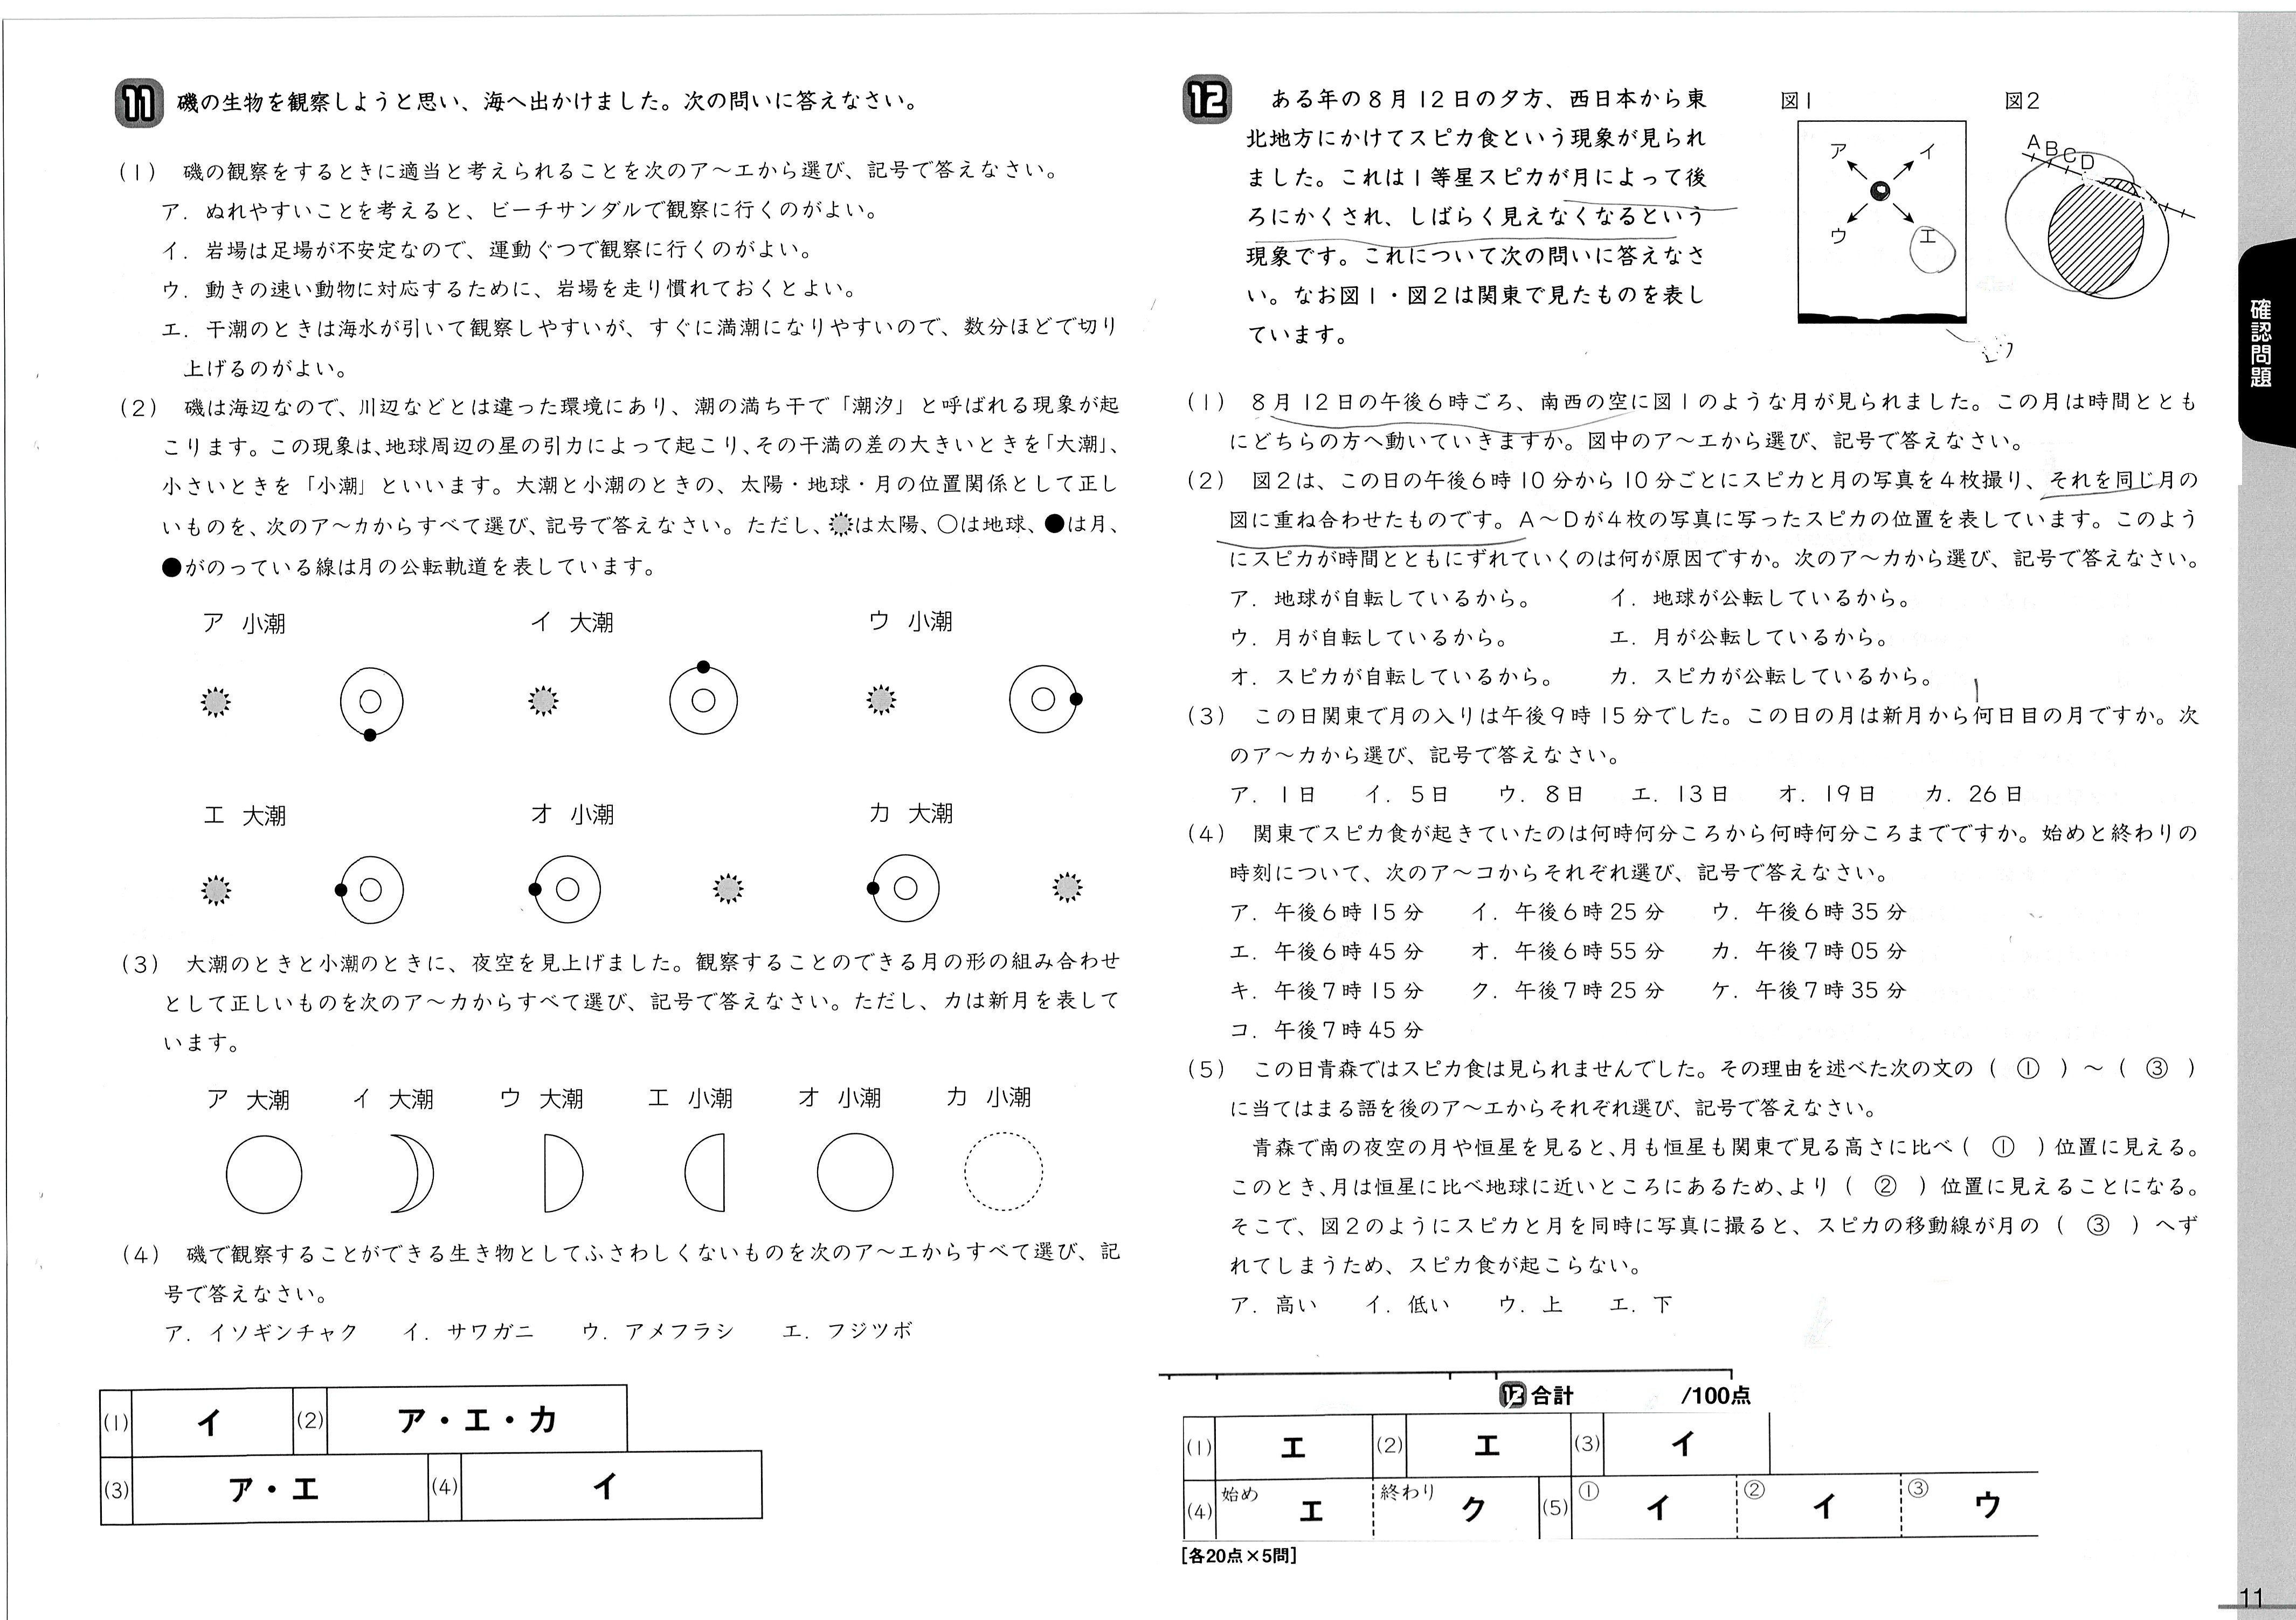 11 磯の生物を観察しようと思い、海へ出かけました。次の問いに答えなさい。
(1) 磯の観察をするときに適当と考えられることを次のア～エから選び、記号で答えなさい。
ア．ぬれやすいことを考えると、ビーチサンダルで観察に行くのがよい。
イ．岩場は足場が不安定なので、運動ぐつで観察に行くのがよい。
ウ．動きの速い動物に対応するために、岩場を走り慣れておくとよい。
エ．干潮のときは海水が引いて観察しやすいが、すぐに満潮になりやすいので、数分ほどで切り
上げるのがよい。
(2) 磯は海辺なので、川辺などとは違った環境にあり、潮の満ち干で「潮汐」と呼ばれる現象が起
こります。この現象は、地球周辺の星の引力によって起こり、その干満の差の大きいときを「大潮」、
小さいときを「小潮」といいます。大潮と小潮のときの、太陽・地球・月の位置関係として正し
いものを、次のア～カからすべて選び、記号で答えなさい。ただし、は太陽、○は地球、●は月、
●がのっている線は月の公転軌道を表しています。
ア 小潮 イ 大潮 ウ 小潮
エ 大潮 オ 小潮 カ 大潮
(3) 大潮のときと小潮のときに、夜空を見上げました。観察することのできる月の形の組み合わせ
として正しいものを次のア～カからすべて選び、記号で答えなさい。ただし、カは新月を表して
います。
ア 大潮 イ 大潮 ウ 大潮 エ 小潮 オ 小潮 カ 小潮
(4) 磯で観察することができる生き物としてふさわしくないものを次のア～エからすべて選び、記
号で答えなさい。
ア．イソギンチャク イ．サワガニ ウ．アメフラシ エ．フジツボ
(1) イ (2) ア・エ・カ
(3) ア・エ (4) イ
12 ある年の8月12日の夕方、西日本から東
北地方にかけてスピカ食という現象が見られ
ました。これは1等星スピカが月によって後
ろにかくされ、しばらく見えなくなるという
現象です。これについて次の問いに答えなさ
い。なお図1・図2は関東で見たものを表し
ています。
図1
ア イ
ウ エ
図2
A B C D
(1) 8月12日の午後6時ごろ、南西の空に図1のような月が見られました。この月は時間ととも
にどちらの方へ動いていきますか。図中のア～エから選び、記号で答えなさい。
(2) 図2は、この日の午後6時10分から10分ごとにスピカと月の写真を4枚撮り、それを同じ月の
図に重ね合わせたものです。A～Dが4枚の写真に写ったスピカの位置を表しています。このよう
にスピカが時間とともにずれていくのは何が原因ですか。次のア～カから選び、記号で答えなさい。
ア．地球が自転しているから。 イ．地球が公転しているから。
ウ．月が自転しているから。 エ．月が公転しているから。
オ．スピカが自転しているから。 カ．スピカが公転しているから。
(3) この日関東で月の入りは午後9時15分でした。この日の月は新月から何日目の月ですか。次
のア～カから選び、記号で答えなさい。
ア．1日 イ．5日 ウ．8日 エ．13日 オ．19日 カ．26日
(4) 関東でスピカ食が起きていたのは何時何分ころから何時何分ころまでですか。始めと終わりの
時刻について、次のア～コからそれぞれ選び、記号で答えなさい。
ア．午後6時15分 イ．午後6時25分 ウ．午後6時35分
エ．午後6時45分 オ．午後6時55分 カ．午後7時05分
キ．午後7時15分 ク．午後7時25分 ケ．午後7時35分
コ．午後7時45分
(5) この日青森ではスピカ食は見られませんでした。その理由を述べた次の文の（ ① ）～（ ③ ）
に当てはまる語を後のア～エからそれぞれ選び、記号で答えなさい。
青森で南の夜空の月や恒星を見ると、月も恒星も関東で見る高さに比べ（ ① ）位置に見える。
このとき、月は恒星に比べ地球に近いところにあるため、より（ ② ）位置に見えることになる。
そこで、図2のようにスピカと月を同時に写真に撮ると、スピカの移動線が月の（ ③ ）へず
れてしまうため、スピカ食が起こらない。
ア．高い イ．低い ウ．上 エ．下
合計 /100点
(1) エ (2) エ (3) イ
(4) 始め エ 終わり ク (5) ① イ ② イ ③ ウ
[各20点×5問]
確認問題
11